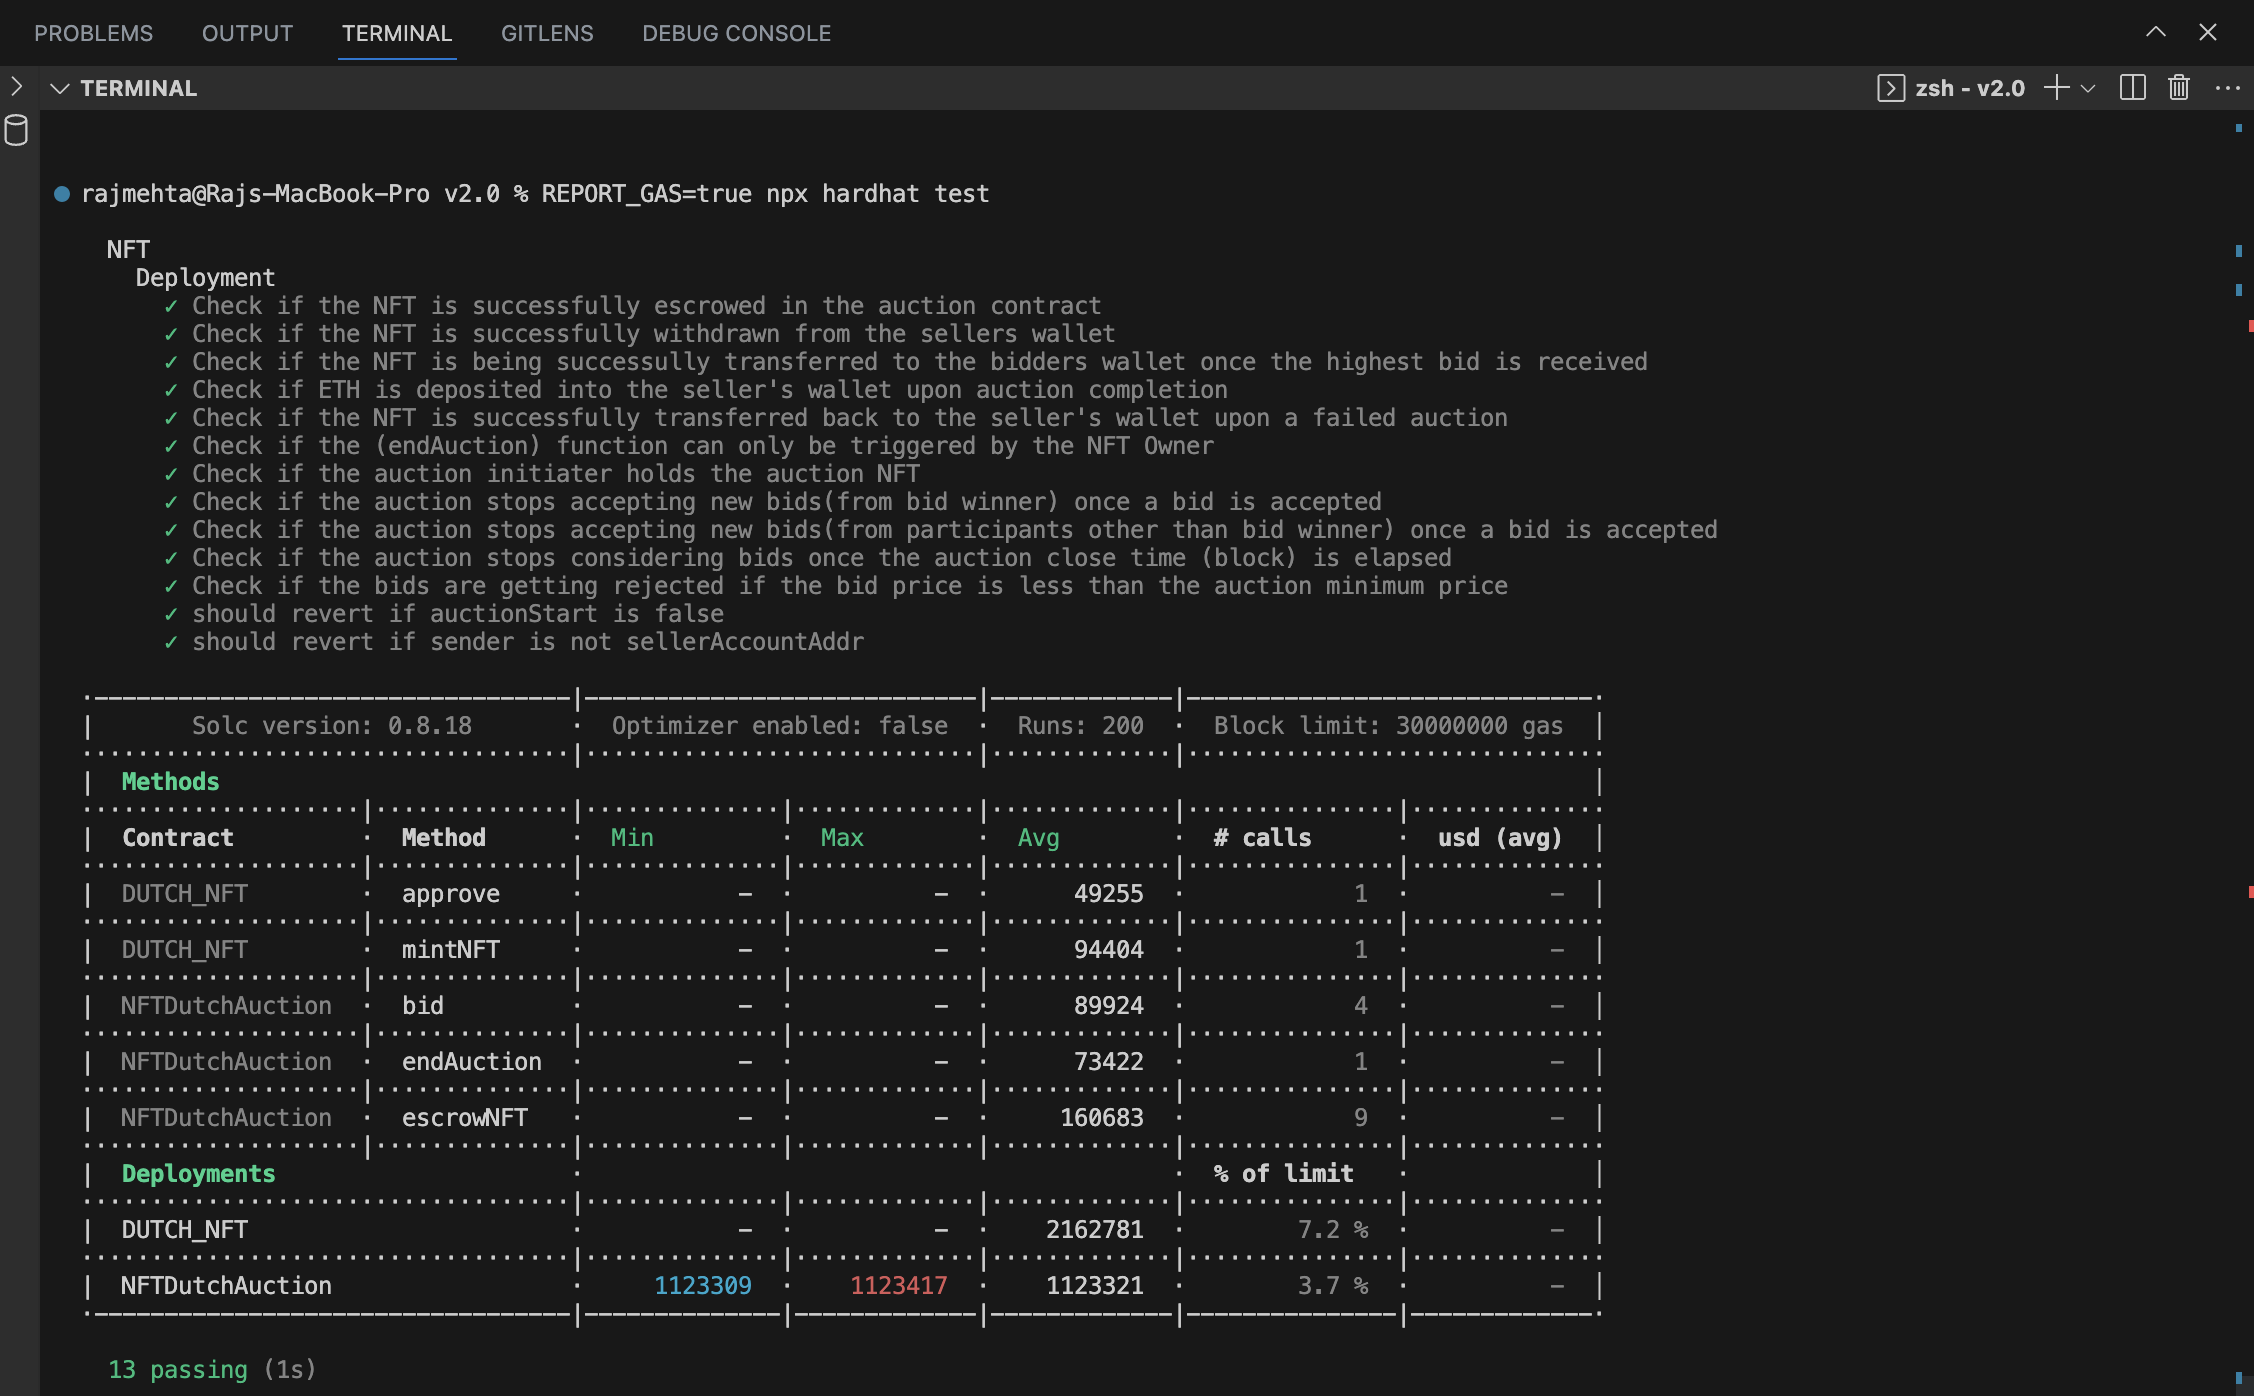 PROBLEMS OUTPUT TERMINAL GITLENS DEBUG CONSOLE
TERMINAL zsh - v2.0
rajmehta@Rajs-MacBook-Pro v2.0 % REPORT_GAS=true npx hardhat test
NFT
Deployment
✓ Check if the NFT is successfully escrowed in the auction contract
✓ Check if the NFT is successfully withdrawn from the sellers wallet
✓ Check if the NFT is being successully transferred to the bidders wallet once the highest bid is received
✓ Check if ETH is deposited into the seller's wallet upon auction completion
✓ Check if the NFT is successfully transferred back to the seller's wallet upon a failed auction
✓ Check if the (endAuction) function can only be triggered by the NFT Owner
✓ Check if the auction initiater holds the auction NFT
✓ Check if the auction stops accepting new bids(from bid winner) once a bid is accepted
✓ Check if the auction stops accepting new bids(from participants other than bid winner) once a bid is accepted
✓ Check if the auction stops considering bids once the auction close time (block) is elapsed
✓ Check if the bids are getting rejected if the bid price is less than the auction minimum price
✓ should revert if auctionStart is false
✓ should revert if sender is not sellerAccountAddr
| Solc version: 0.8.18 · Optimizer enabled: false · Runs: 200 · Block limit: 30000000 gas |
| Methods |
| Contract · Method · Min · Max · Avg · # calls · usd (avg) |
| DUTCH_NFT · approve · - · - · 49255 · 1 · - |
| DUTCH_NFT · mintNFT · - · - · 94404 · 1 · - |
| NFTDutchAuction · bid · - · - · 89924 · 4 · - |
| NFTDutchAuction · endAuction · - · - · 73422 · 1 · - |
| NFTDutchAuction · escrowNFT · - · - · 160683 · 9 · - |
| Deployments · · % of limit · |
| DUTCH_NFT · - · - · 2162781 · 7.2 % · - |
| NFTDutchAuction · 1123309 · 1123417 · 1123321 · 3.7 % · - |
13 passing (1s)